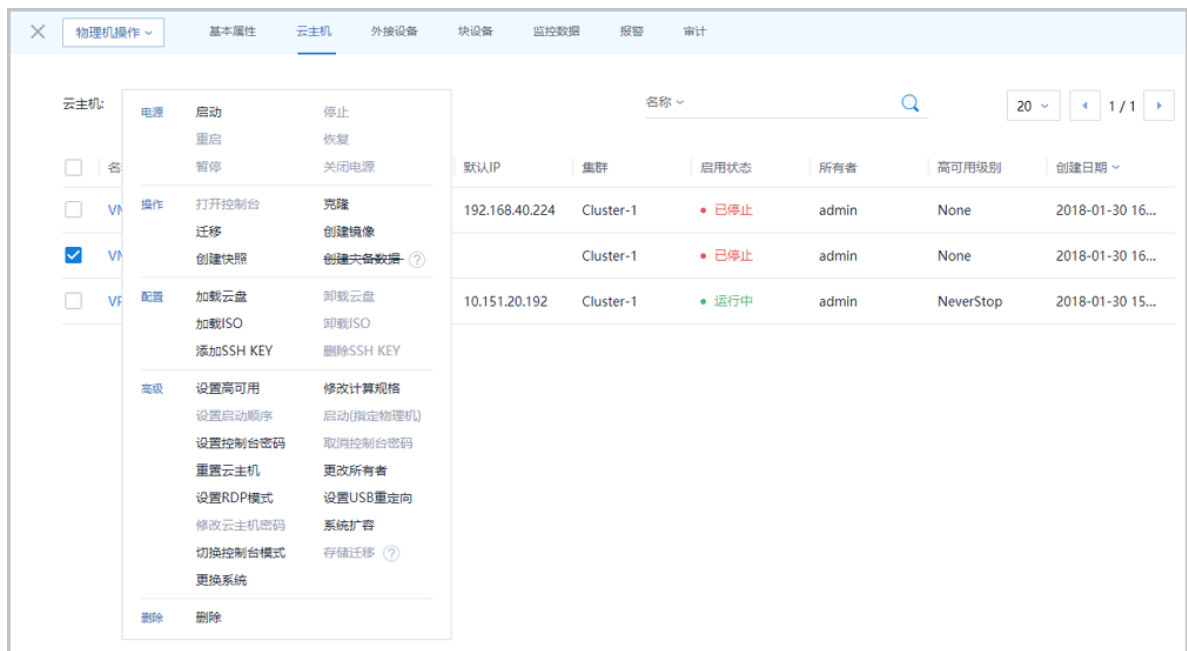 物理机操作 基本属性 云主机 外接设备 块设备 监控数据 报警 审计
云主机: 名称 20 1 / 1
电源 启动 停止
重启 恢复
暂停 关闭电源
操作 打开控制台 克隆
迁移 创建镜像
创建快照 创建灾备数据 ?
配置 加载云盘 卸载云盘
加载ISO 卸载ISO
添加SSH KEY 删除SSH KEY
高级 设置高可用 修改计算规格
设置启动顺序 启动(指定物理机)
设置控制台密码 取消控制台密码
重置云主机 更改所有者
设置RDP模式 设置USB重定向
修改云主机密码 系统扩容
切换控制台模式 存储迁移 ?
更换系统
删除 删除
名 默认IP 集群 启用状态 所有者 高可用级别 创建日期
192.168.40.224 Cluster-1 已停止 admin None 2018-01-30 16...
Cluster-1 已停止 admin None 2018-01-30 16...
10.151.20.192 Cluster-1 运行中 admin NeverStop 2018-01-30 15...